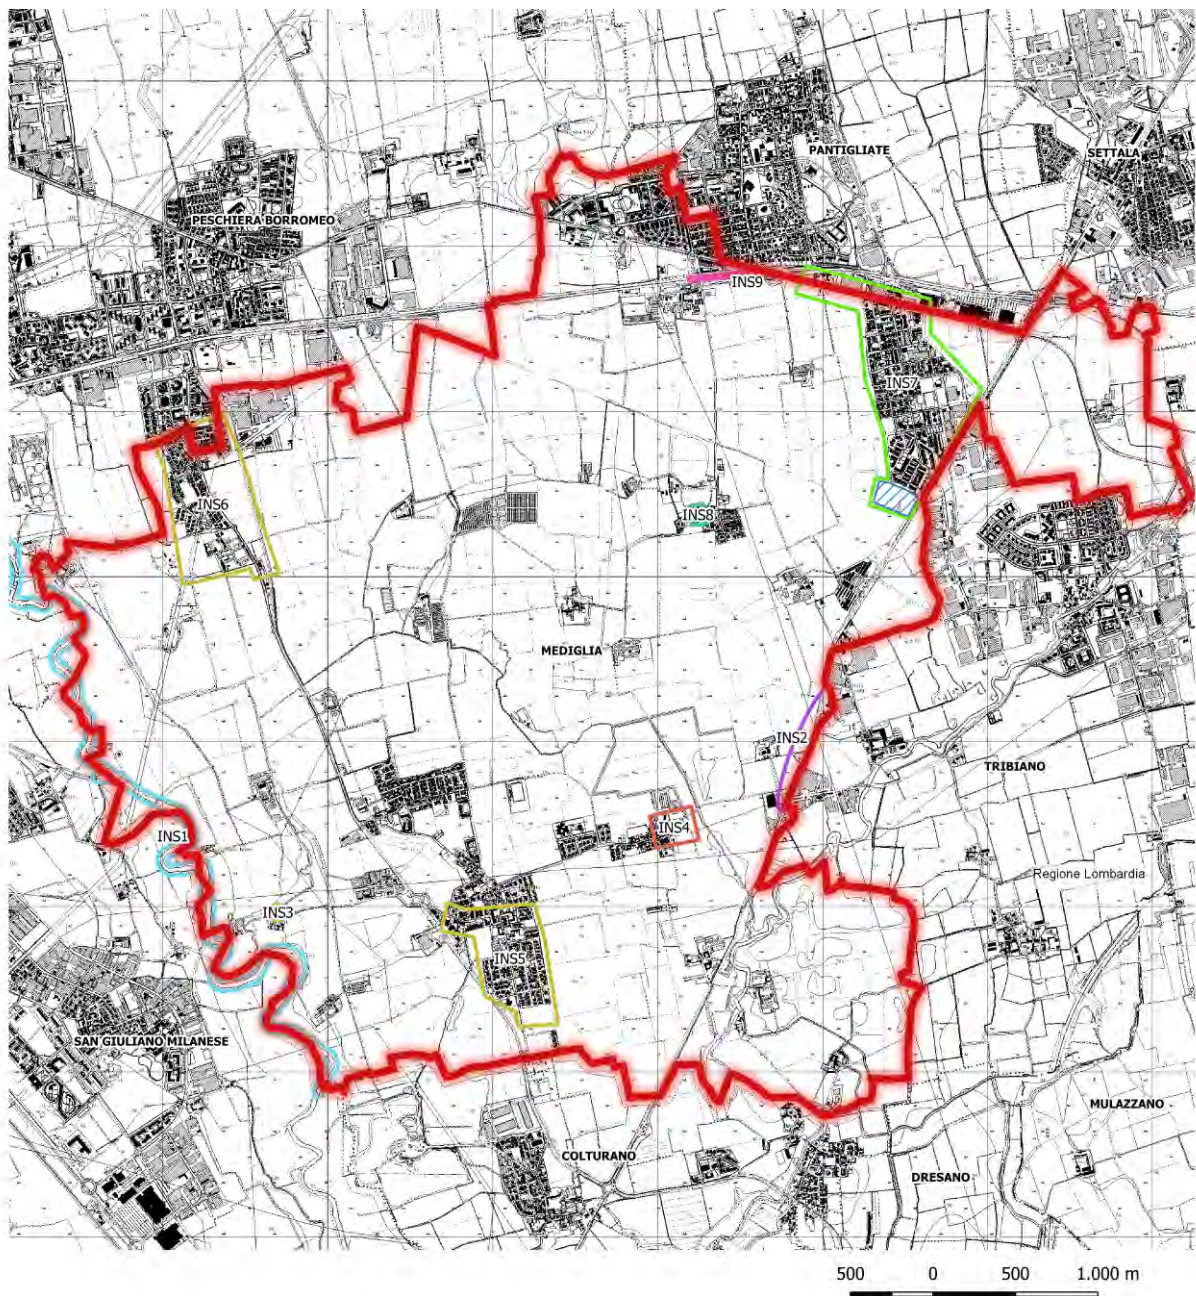 PANTIGLIATE
SETTALA
PESCHIERA BORROMEO
INS9
INS7
INS6
INS8
MEDIGLIA
INS2
TRIBIANO
INS4
INS1
Regione Lombardia
INS3
INS5
SAN GIULIANO MILANESE
MULAZZANO
COLTURANO
DRESANO
500 0 500 1.000 m